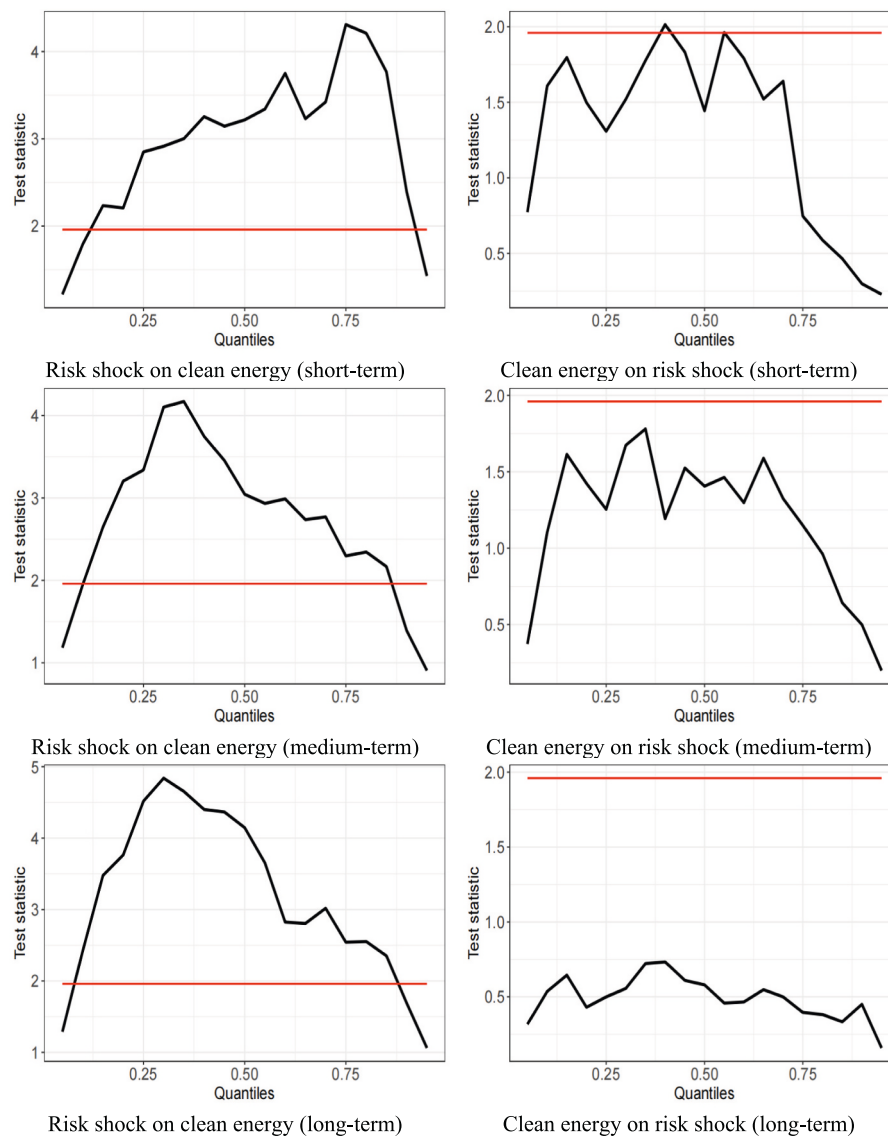 4
3
2
Test statistic
0.25 0.50 0.75
Quantiles
Risk shock on clean energy (short-term)
2.0
1.5
1.0
0.5
Test statistic
0.25 0.50 0.75
Quantiles
Clean energy on risk shock (short-term)
4
3
2
1
Test statistic
0.25 0.50 0.75
Quantiles
Risk shock on clean energy (medium-term)
2.0
1.5
1.0
0.5
Test statistic
0.25 0.50 0.75
Quantiles
Clean energy on risk shock (medium-term)
5
4
3
2
1
Test statistic
0.25 0.50 0.75
Quantiles
Risk shock on clean energy (long-term)
2.0
1.5
1.0
0.5
Test statistic
0.25 0.50 0.75
Quantiles
Clean energy on risk shock (long-term)